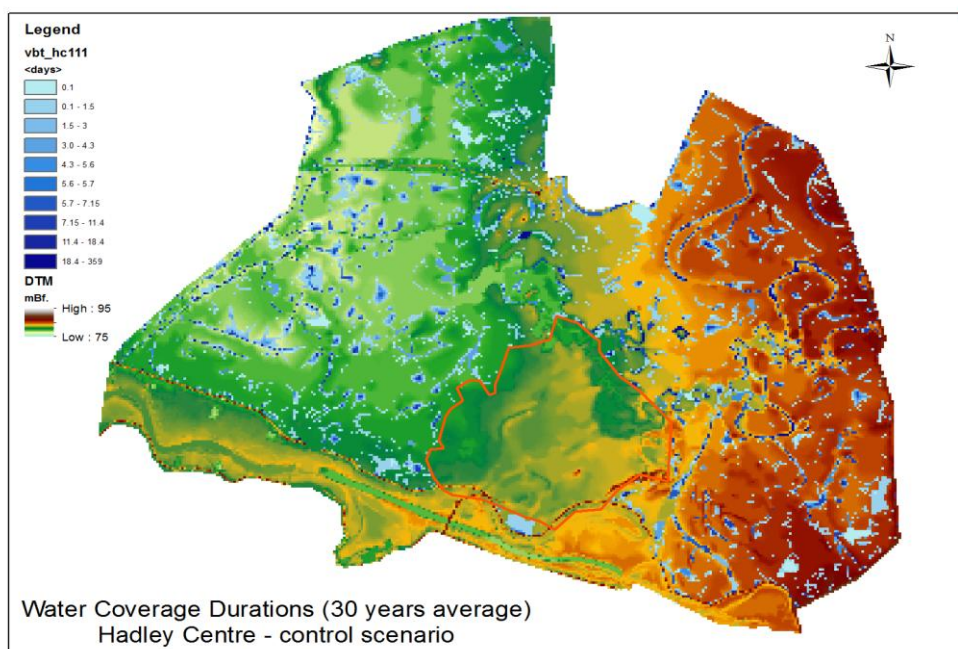 Legend
vbt_hc111
<days>
0.1
0.1 - 1.5
1.5 - 3
3.0 - 4.3
4.3 - 5.6
5.6 - 5.7
5.7 - 7.15
7.15 - 11.4
11.4 - 18.4
18.4 - 359
DTM
mBf.
High : 95
Low : 75
N
Water Coverage Durations (30 years average)
Hadley Centre - control scenario